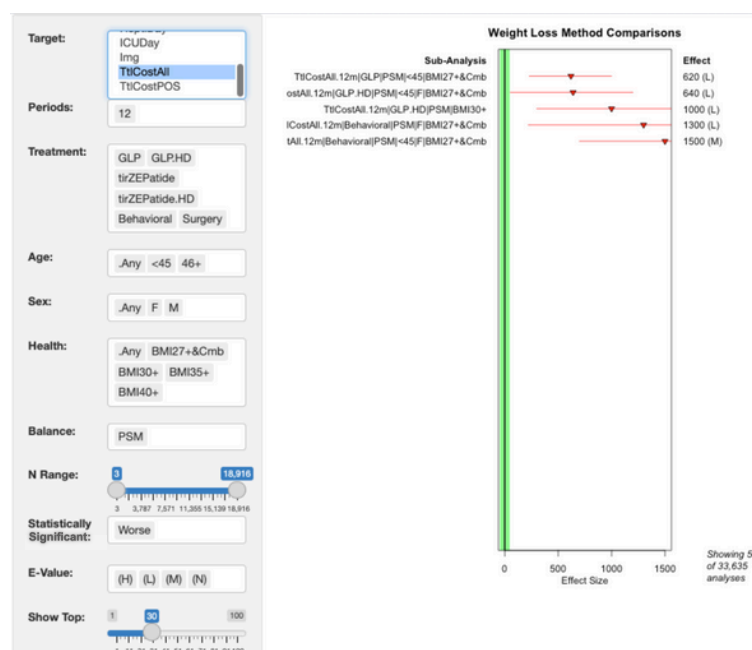 Target:
ICUDay
Img
TtlCostAll
TtlCostPOS
Periods:
12
Treatment:
GLP GLP.HD
tirZEPatide
tirZEPatide.HD
Behavioral Surgery
Age:
.Any <45 46+
Sex:
.Any F M
Health:
.Any BMI27+&Cmb
BMI30+ BMI35+
BMI40+
Balance:
PSM
N Range:
3 18,916
3 3,787 7,571 11,355 15,139 18,916
Statistically
Significant:
Worse
E-Value:
(H) (L) (M) (N)
Show Top:
1 30 100
Weight Loss Method Comparisons
Sub-Analysis Effect
TtlCostAll.12m|GLP|PSM|<45|BMI27+&Cmb 620 (L)
ostAll.12m|GLP.HD|PSM|<45|BMI27+&Cmb 640 (L)
TtlCostAll.12m|GLP.HD|PSM|BMI30+ 1000 (L)
lCostAll.12m|Behavioral|PSM|F|BMI27+&Cmb 1300 (L)
tAll.12m|Behavioral|PSM|<45|F|BMI27+&Cmb 1500 (M)
0 500 1000 1500
Effect Size
Showing 5
of 33,635
analyses